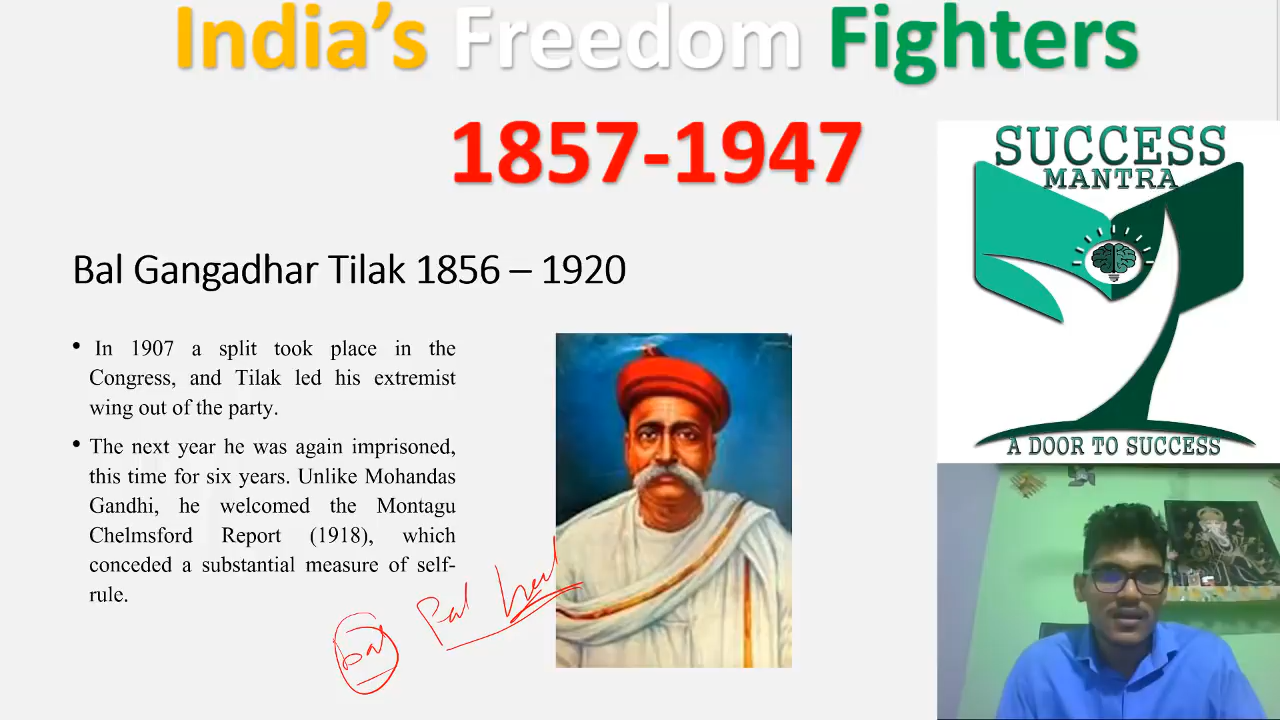 India's Freedom Fighters
1857-1947
SUCCESS
MANTRA
A DOOR TO SUCCESS
Bal Gangadhar Tilak 1856 – 1920
• In 1907 a split took place in the
Congress, and Tilak led his extremist
wing out of the party.
• The next year he was again imprisoned,
this time for six years. Unlike Mohandas
Gandhi, he welcomed the Montagu
Chelmsford Report (1918), which
conceded a substantial measure of self-
rule.
Bal Pal